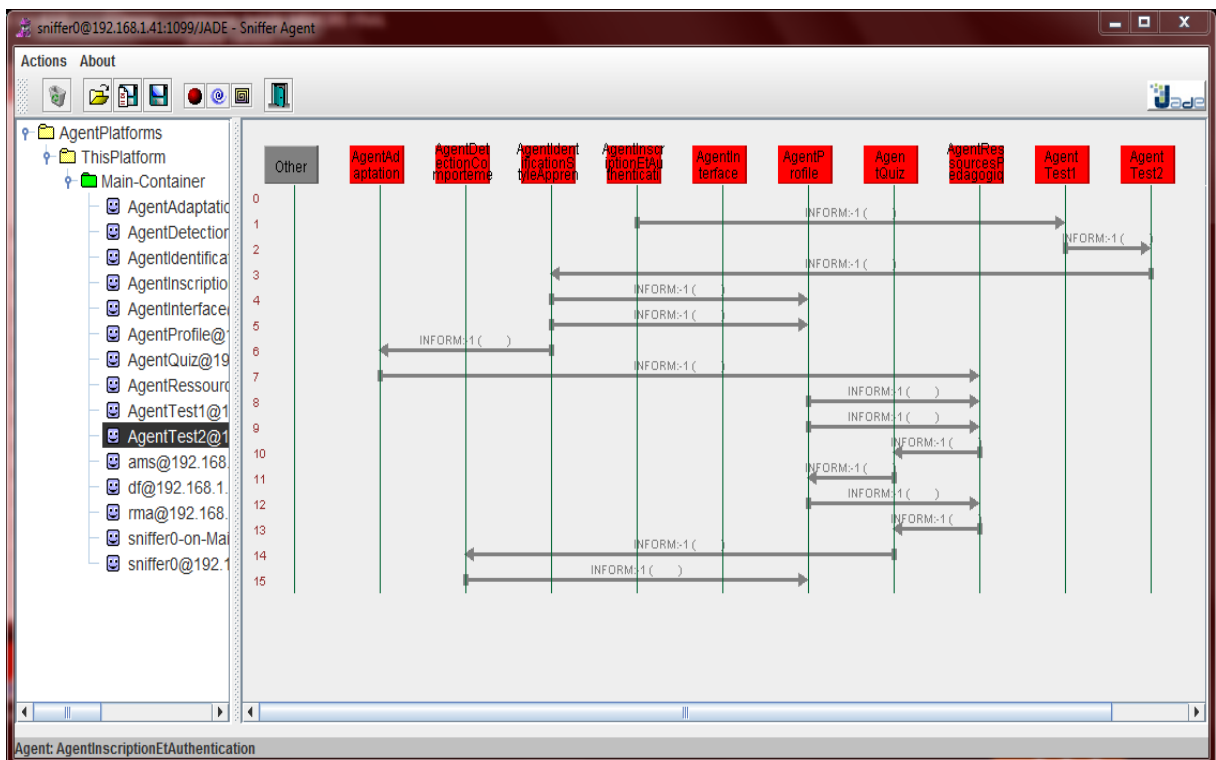 sniffer0@192.168.1.41:1099/JADE - Sniffer Agent
Actions About
Jade
AgentPlatforms
ThisPlatform
Main-Container
AgentAdaptatic
AgentDetection
AgentIdentifica
AgentInscriptio
AgentInterface
AgentProfile@
AgentQuiz@19
AgentRessourc
AgentTest1@1
AgentTest2@1
ams@192.168.
df@192.168.1.
rma@192.168.
sniffer0-on-Mai
sniffer0@192.1
Other
AgentAd
aptation
AgentDet
ectionCo
mporteme
AgentIdent
ificationS
tyleAppren
AgentInscr
iptionEtAu
thenticati
AgentIn
terface
AgentP
rofile
Agen
tQuiz
AgentRes
sourcesP
edagogiq
Agent
Test1
Agent
Test2
0
1 INFORM:-1 ( )
2 INFORM:-1 ( )
3 INFORM:-1 ( )
4 INFORM:-1 ( )
5 INFORM:-1 ( )
6 INFORM:-1 ( )
7 INFORM:-1 ( )
8 INFORM:-1 ( )
9 INFORM:-1 ( )
10 INFORM:-1 ( )
11 INFORM:-1 ( )
12 INFORM:-1 ( )
13 INFORM:-1 ( )
14 INFORM:-1 ( )
15 INFORM:-1 ( )
Agent: AgentInscriptionEtAuthentication